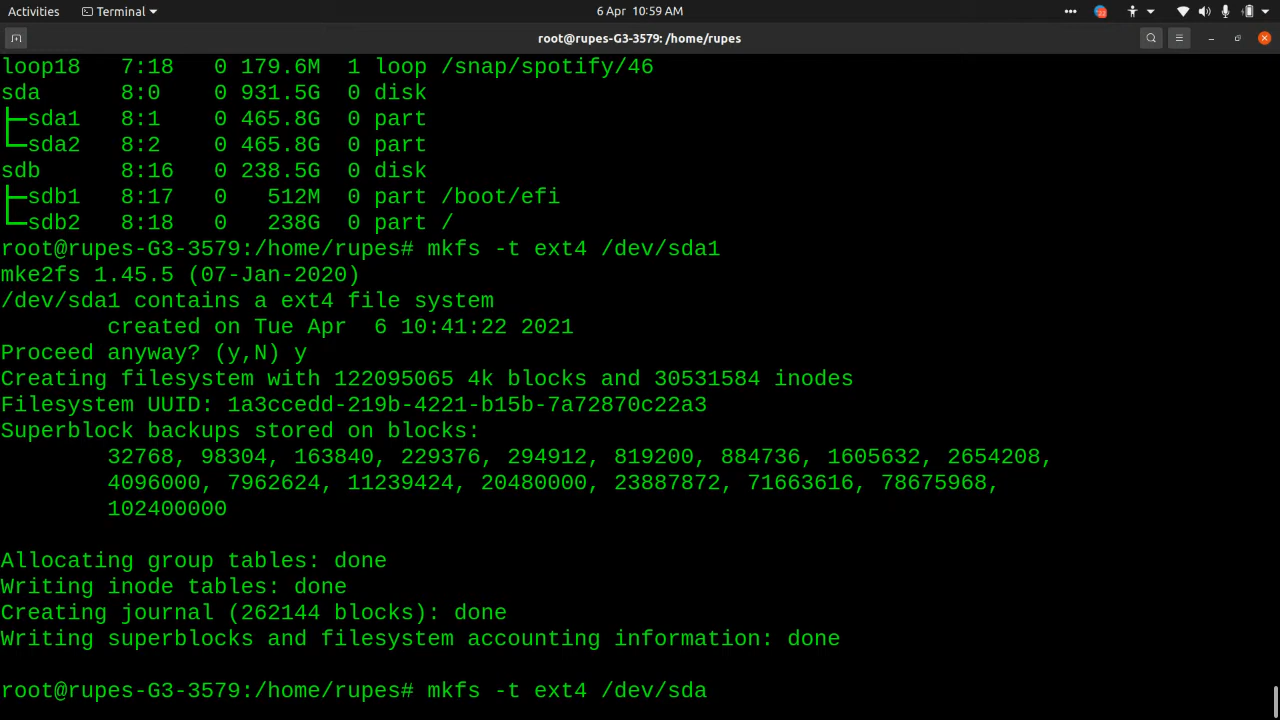 Activities Terminal 6 Apr 10:59 AM
root@rupes-G3-3579: /home/rupes
loop18 7:18 0 179.6M 1 loop /snap/spotify/46
sda 8:0 0 931.5G 0 disk
├─sda1 8:1 0 465.8G 0 part
└─sda2 8:2 0 465.8G 0 part
sdb 8:16 0 238.5G 0 disk
├─sdb1 8:17 0 512M 0 part /boot/efi
└─sdb2 8:18 0 238G 0 part /
root@rupes-G3-3579:/home/rupes# mkfs -t ext4 /dev/sda1
mke2fs 1.45.5 (07-Jan-2020)
/dev/sda1 contains a ext4 file system
created on Tue Apr 6 10:41:22 2021
Proceed anyway? (y,N) y
Creating filesystem with 122095065 4k blocks and 30531584 inodes
Filesystem UUID: 1a3ccedd-219b-4221-b15b-7a72870c22a3
Superblock backups stored on blocks:
32768, 98304, 163840, 229376, 294912, 819200, 884736, 1605632, 2654208,
4096000, 7962624, 11239424, 20480000, 23887872, 71663616, 78675968,
102400000
Allocating group tables: done
Writing inode tables: done
Creating journal (262144 blocks): done
Writing superblocks and filesystem accounting information: done
root@rupes-G3-3579:/home/rupes# mkfs -t ext4 /dev/sda